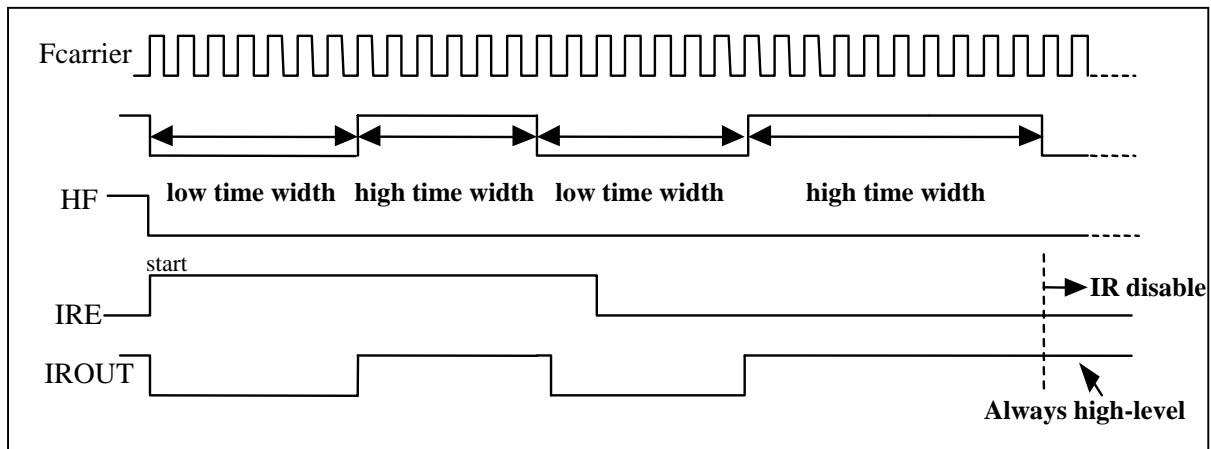 Fcarrier
low time width high time width low time width high time width
HF
start
IR disable
IRE
IROUT
Always high-level